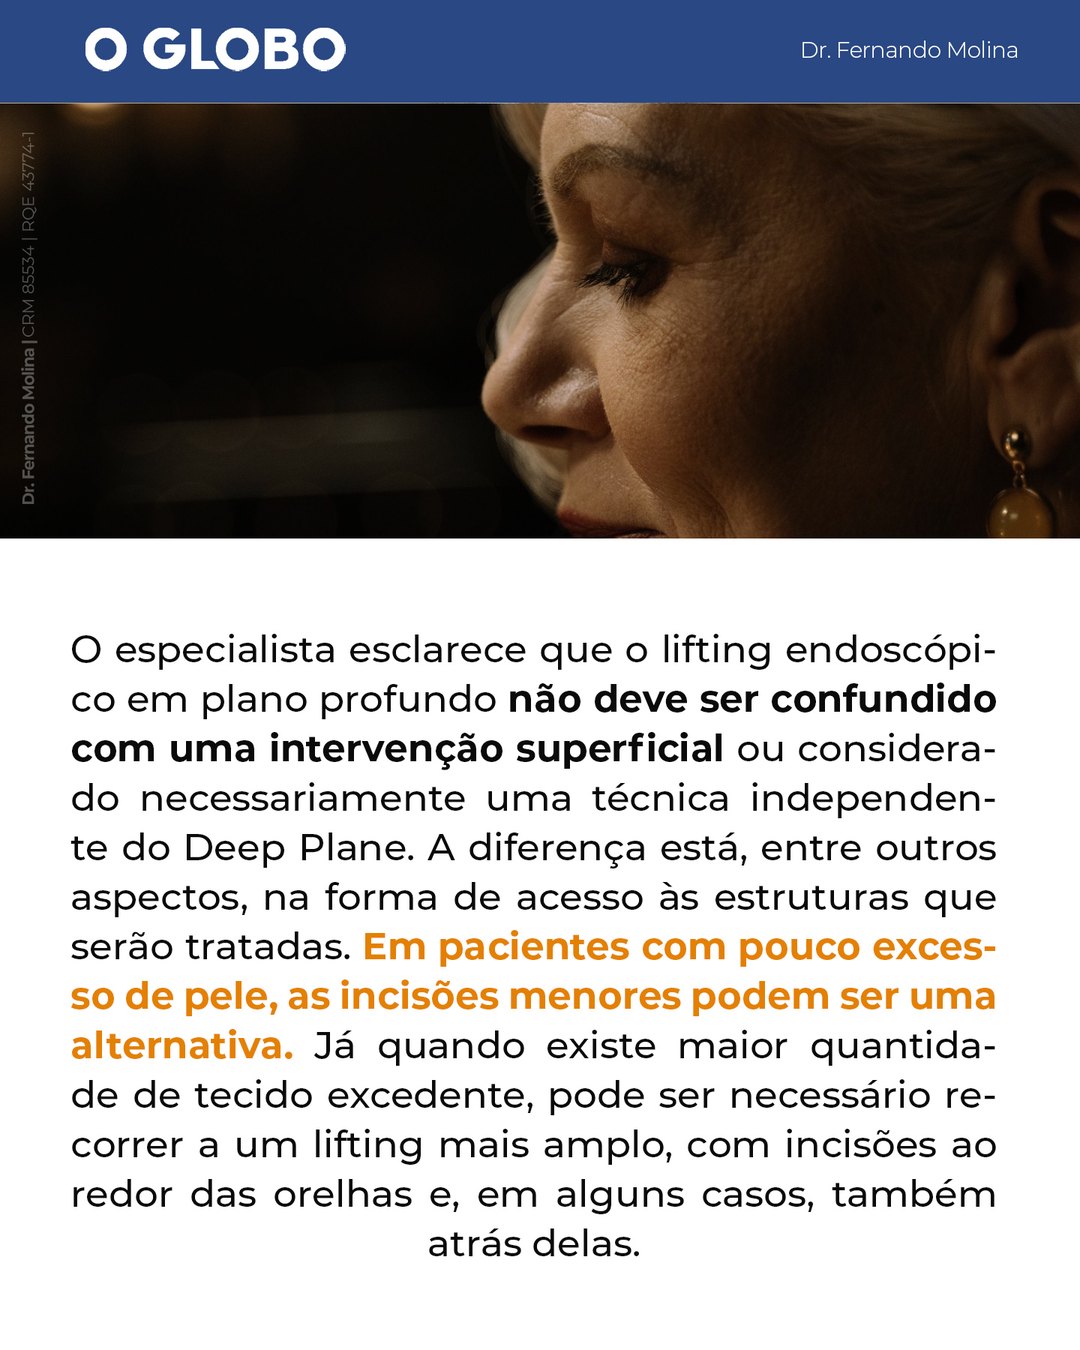 O GLOBO
Dr. Fernando Molina
Dr. Fernando Molina | CRM 85534 | RQE 43774-1
O especialista esclarece que o lifting endoscópi-
co em plano profundo não deve ser confundido
com uma intervenção superficial ou considera-
do necessariamente uma técnica independen-
te do Deep Plane. A diferença está, entre outros
aspectos, na forma de acesso às estruturas que
serão tratadas. Em pacientes com pouco exces-
so de pele, as incisões menores podem ser uma
alternativa. Já quando existe maior quantida-
de de tecido excedente, pode ser necessário re-
correr a um lifting mais amplo, com incisões ao
redor das orelhas e, em alguns casos, também
atrás delas.